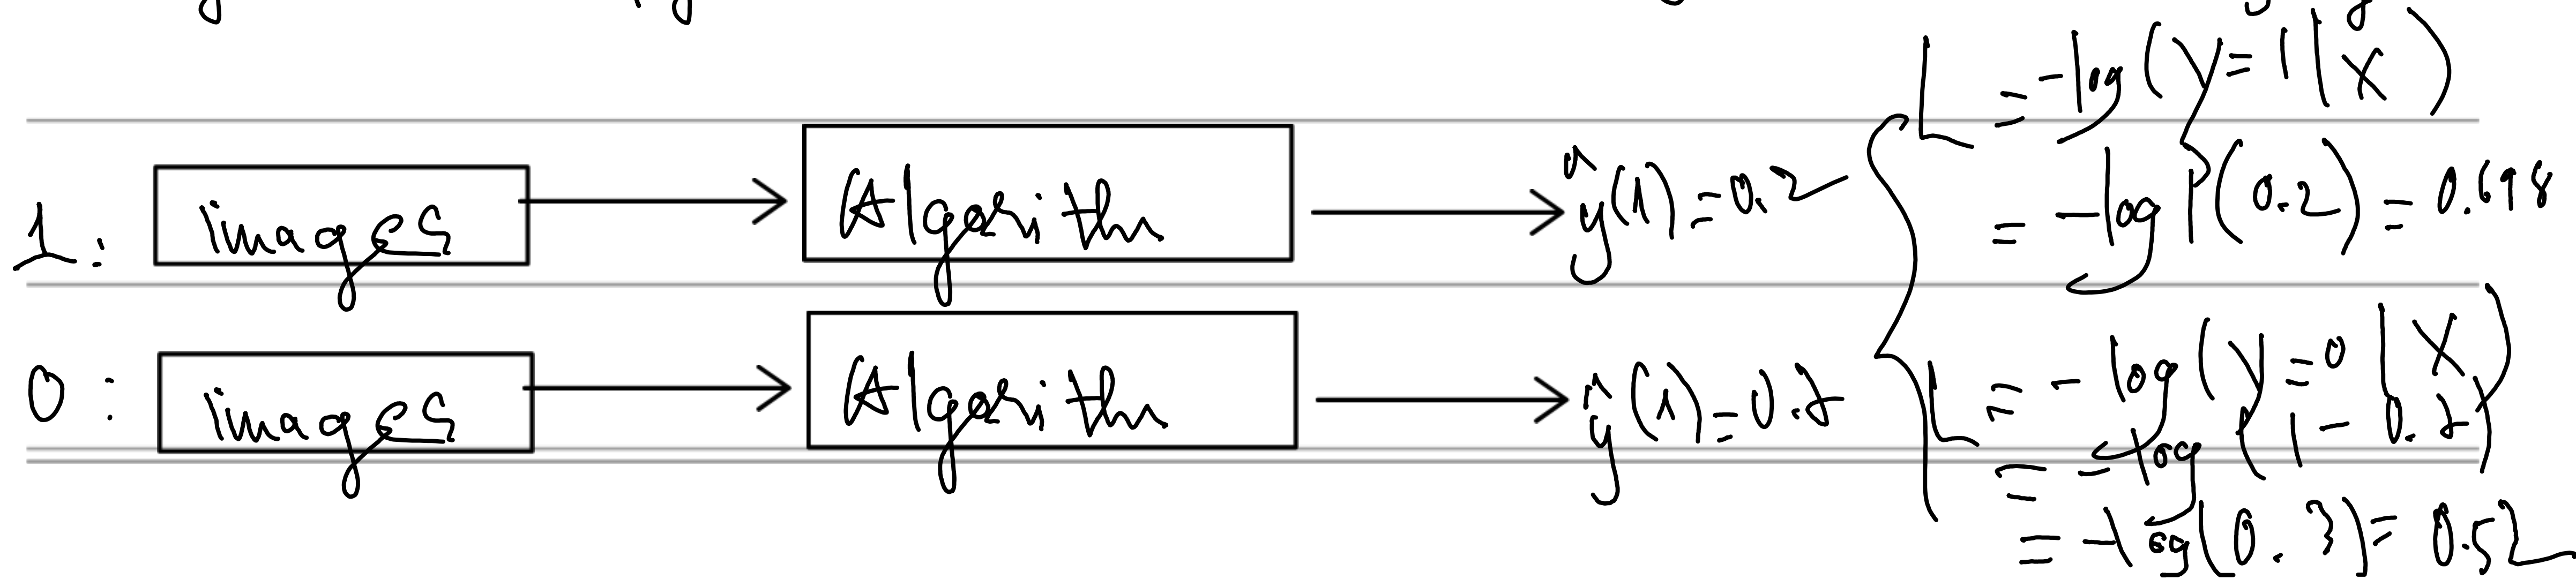 L = -log(y=1|x)
1: images → Algorithm → ŷ(1) = 0.2
= -log P(0.2) = 0.698
0: images → Algorithm → ŷ(1) = 0.7
L = -log(y=0|x)
= -log(1-0.7)
= -log(0.3) = 0.52